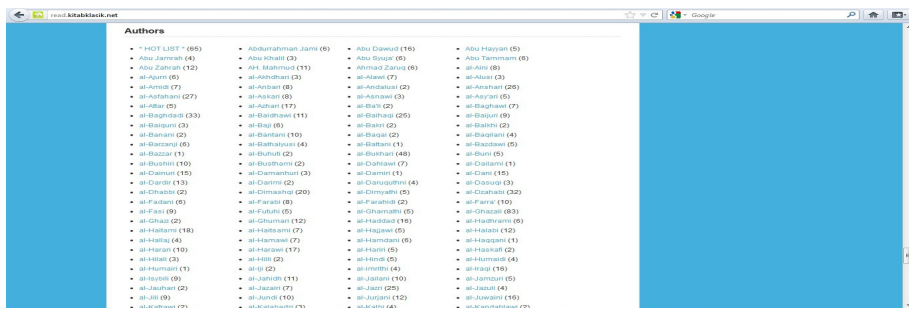 read.kitabklasik.net Google
Authors
* HOT LIST * (65) Abdurrahman Jami (6) Abu Dawud (16) Abu Hayyan (5)
Abu Jamrah (4) Abu Khalil (3) Abu Syuja' (6) Abu Tammam (6)
Abu Zahrah (12) AH. Mahmud (11) Ahmad Zaruq (6) al-Aini (8)
al-Ajurri (6) al-Akhdhari (3) al-Alawi (7) al-Alusi (3)
al-Amidi (7) al-Anbari (8) al-Andalusi (2) al-Anshari (26)
al-Asfahani (27) al-Askari (8) al-Asnawi (3) al-Asy'ari (5)
al-Attar (5) al-Azhari (17) al-Ba'li (2) al-Baghawi (7)
al-Baghdadi (33) al-Baidhawi (11) al-Baihaqi (25) al-Baijuri (9)
al-Baiquni (3) al-Baji (6) al-Bakri (2) al-Balkhi (2)
al-Banani (2) al-Bantani (10) al-Baqai (2) al-Baqilani (4)
al-Barzanji (6) al-Bathalyusi (4) al-Battani (1) al-Bazdawi (5)
al-Bazzar (1) al-Buhuti (2) al-Bukhari (48) al-Buni (5)
al-Bushiri (10) al-Busthami (2) al-Dahlawi (7) al-Dailami (1)
al-Dainuri (15) al-Damanhuri (3) al-Damiri (1) al-Dani (15)
al-Dardir (13) al-Darimi (2) al-Daruquthni (4) al-Dasuqi (3)
al-Dhabbi (2) al-Dimashqi (20) al-Dimyathi (5) al-Dzahabi (32)
al-Fadani (6) al-Farabi (8) al-Farahidi (2) al-Farra' (10)
al-Fasi (9) al-Futuhi (5) al-Ghamathi (5) al-Ghazali (83)
al-Ghazi (2) al-Ghumari (12) al-Haddad (16) al-Hadhrami (6)
al-Haitami (18) al-Haitsami (7) al-Hajjawi (5) al-Halabi (12)
al-Hallaj (4) al-Hamawi (7) al-Hamdani (6) al-Haqqani (1)
al-Harari (10) al-Harawi (17) al-Hariri (5) al-Haskafi (2)
al-Hilali (3) al-Hilli (2) al-Hindi (5) al-Humaidi (4)
al-Humairi (1) al-Iji (2) al-Imrithi (4) al-Iraqi (16)
al-Isybili (9) al-Jahidh (11) al-Jailani (10) al-Jamzuri (5)
al-Jauhari (2) al-Jazairi (7) al-Jazri (25) al-Jazuli (4)
al-Jili (9) al-Jundi (10) al-Jurjani (12) al-Juwaini (16)
al-Kafrawi (2) al-Kalabadzi (3) al-Kalbi (4) al-Kandahlawi (2)